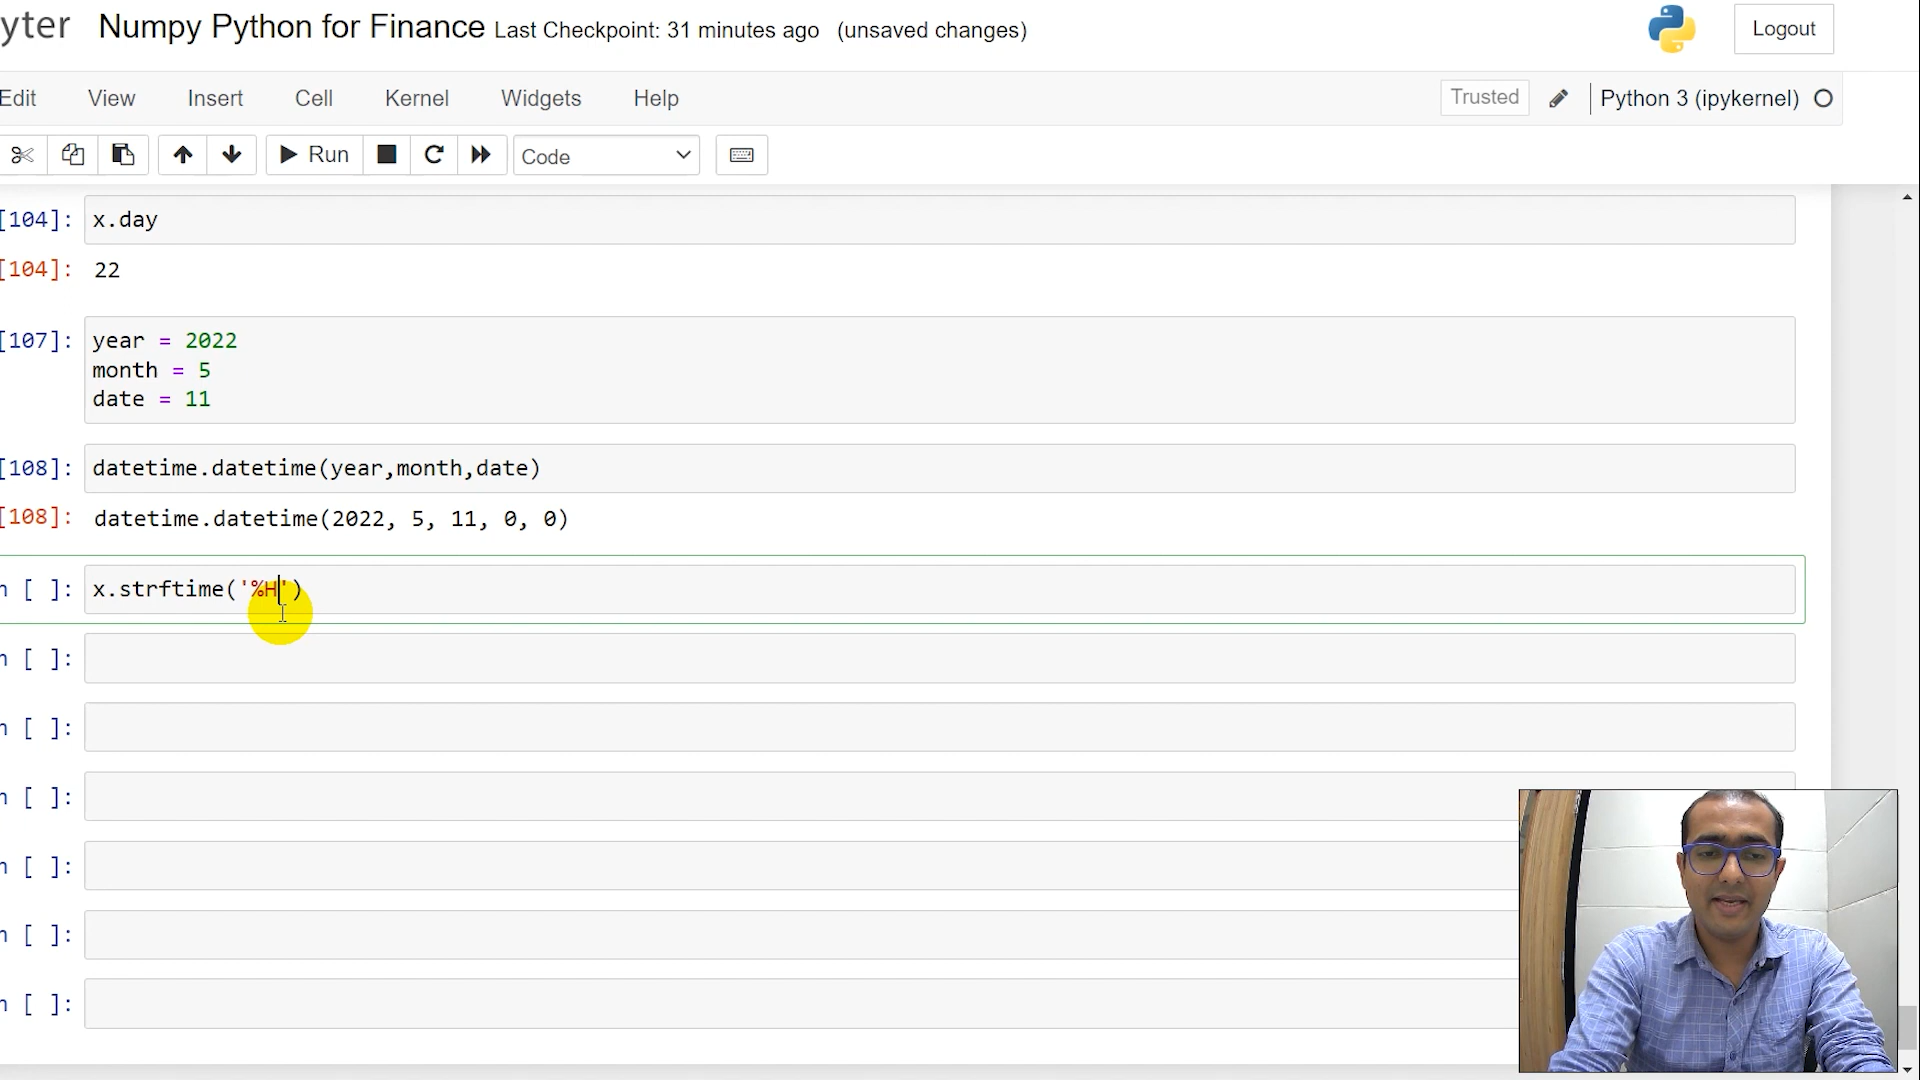 yter Numpy Python for Finance Last Checkpoint: 31 minutes ago (unsaved changes) Logout
Edit View Insert Cell Kernel Widgets Help Trusted Python 3 (ipykernel)
Run Code
[104]: x.day
[104]: 22
[107]: year = 2022
month = 5
date = 11
[108]: datetime.datetime(year,month,date)
[108]: datetime.datetime(2022, 5, 11, 0, 0)
n [ ]: x.strftime('%H')
n [ ]:
n [ ]:
n [ ]:
n [ ]:
n [ ]:
n [ ]: